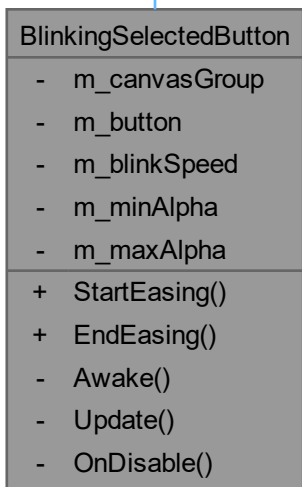 BlinkingSelectedButton
- m_canvasGroup
- m_button
- m_blinkSpeed
- m_minAlpha
- m_maxAlpha
+ StartEasing()
+ EndEasing()
- Awake()
- Update()
- OnDisable()